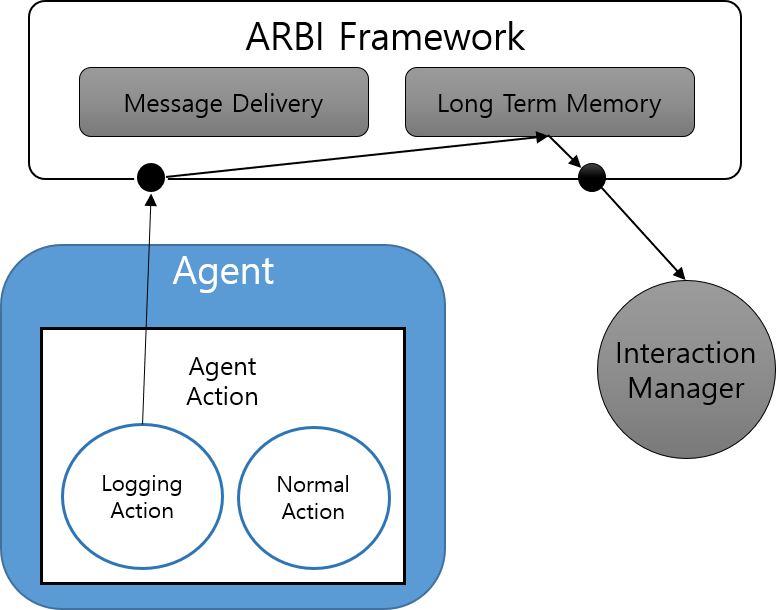 ARBI Framework
Message Delivery
Long Term Memory
Agent
Agent
Action
Logging
Action
Normal
Action
Interaction
Manager